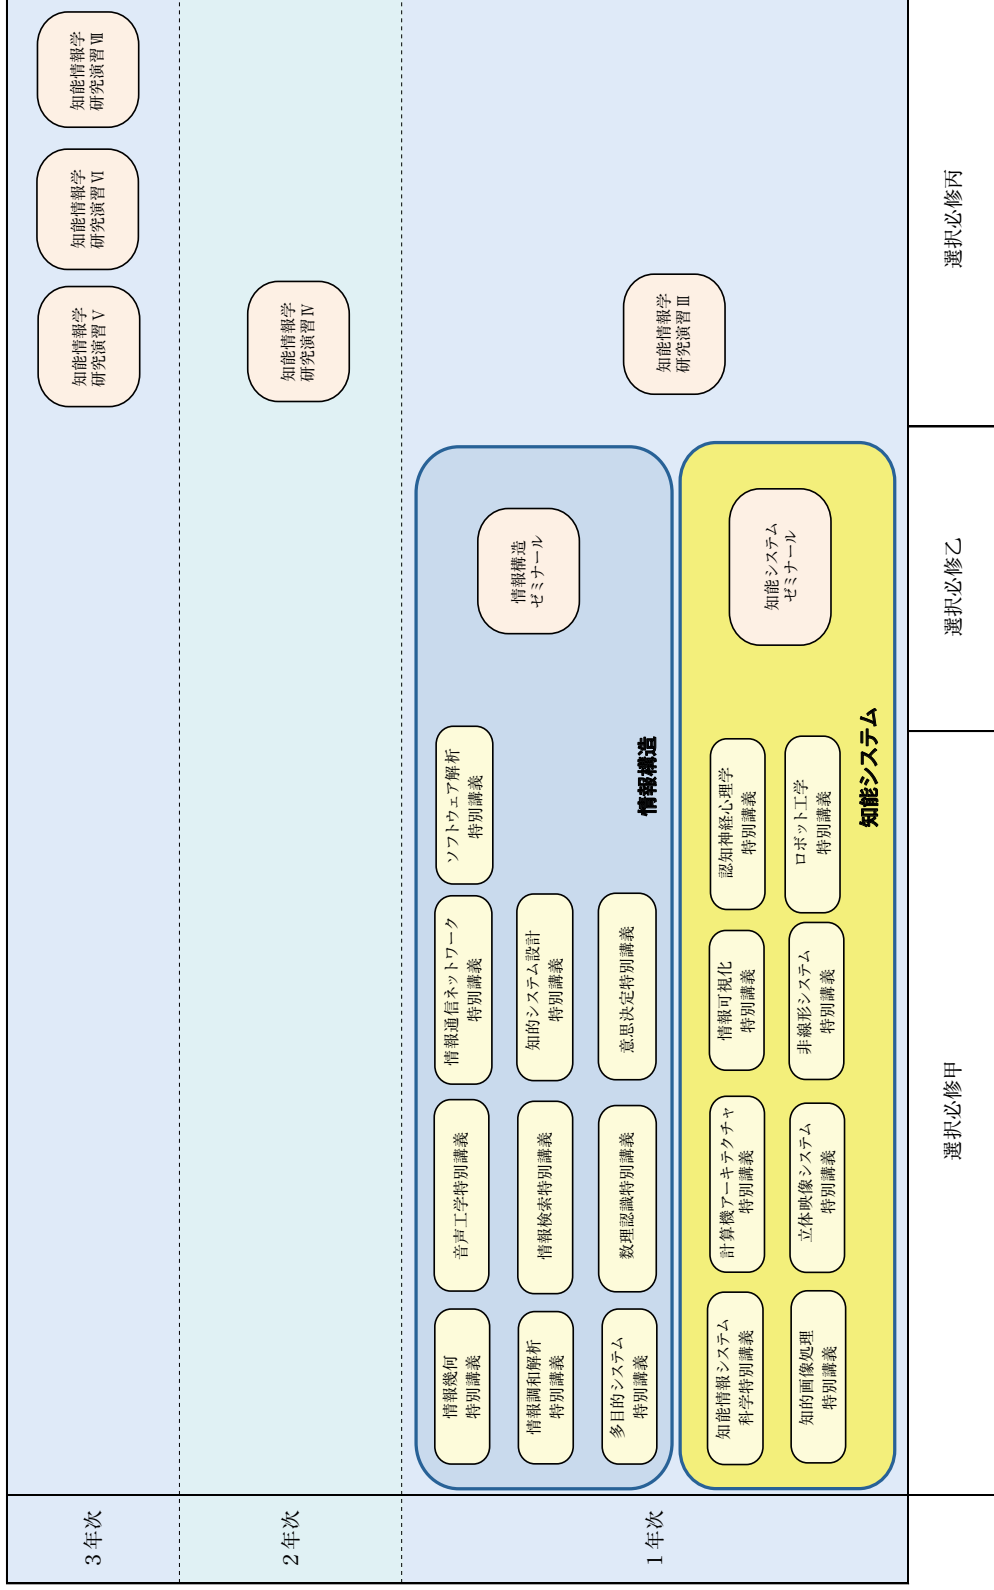 3年次
知能情報学
研究演習Ⅴ
知能情報学
研究演習Ⅵ
知能情報学
研究演習Ⅶ
2年次
知能情報学
研究演習Ⅳ
1年次
情報幾何
特別講義
音声工学特別講義
情報通信ネットワーク
特別講義
ソフトウェア解析
特別講義
情報調和解析
特別講義
情報検索特別講義
知的システム設計
特別講義
情報構造
ゼミナール
多目的システム
特別講義
数理認識特別講義
意思決定特別講義
情報構造
知能情報学
研究演習Ⅲ
知能情報システム
科学特別講義
計算機アーキテクチャ
特別講義
情報可視化
特別講義
認知神経心理学
特別講義
知能システム
ゼミナール
知的画像処理
特別講義
立体映像システム
特別講義
非線形システム
特別講義
ロボット工学
特別講義
知能システム
選択必修甲
選択必修乙
選択必修丙